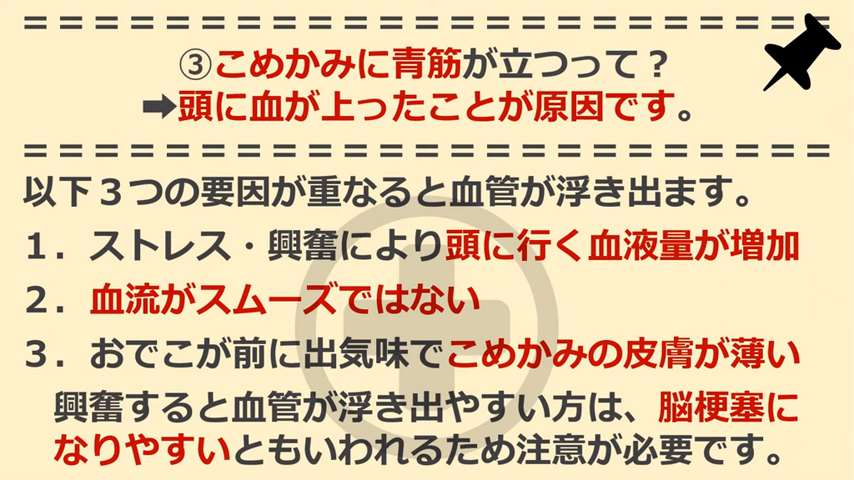 ③こめかみに青筋が立つって？
➡頭に血が上ったことが原因です。
以下３つの要因が重なると血管が浮き出ます。
１．ストレス・興奮により頭に行く血液量が増加
２．血流がスムーズではない
３．おでこが前に出気味でこめかみの皮膚が薄い
興奮すると血管が浮き出やすい方は、脳梗塞に
なりやすいともいわれるため注意が必要です。